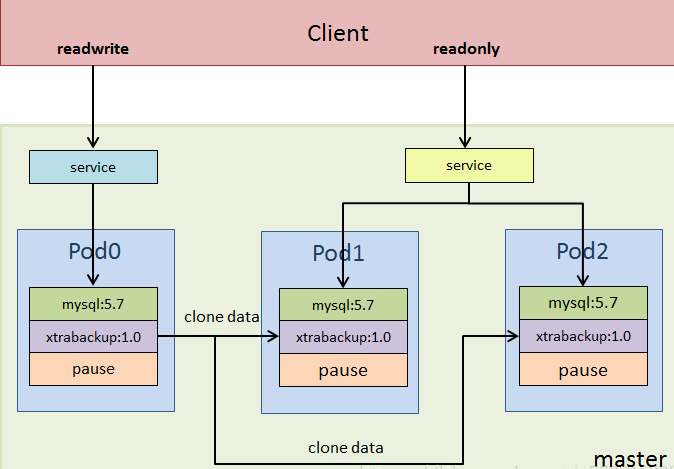 Client
readwrite
readonly
service
service
Pod0
Pod1
Pod2
mysql:5.7
xtrabackup:1.0
pause
clone data
mysql:5.7
xtrabackup:1.0
pause
mysql:5.7
xtrabackup:1.0
pause
clone data
master